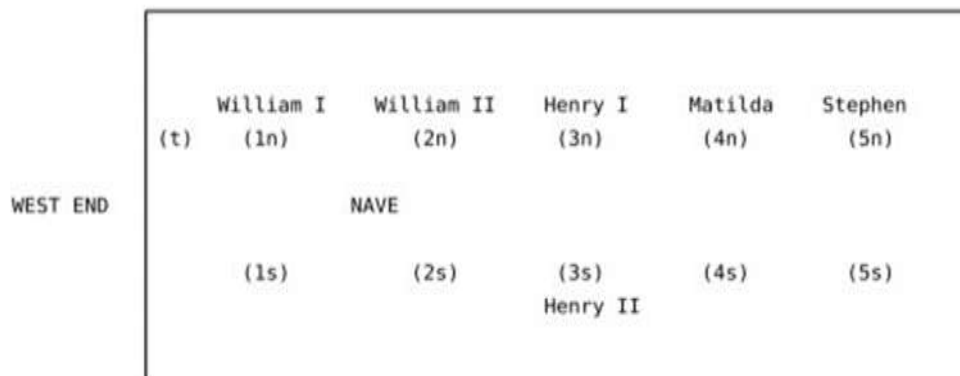 William I William II Henry I Matilda Stephen
(t) (1n) (2n) (3n) (4n) (5n)
WEST END NAVE
(1s) (2s) (3s) (4s) (5s)
Henry II